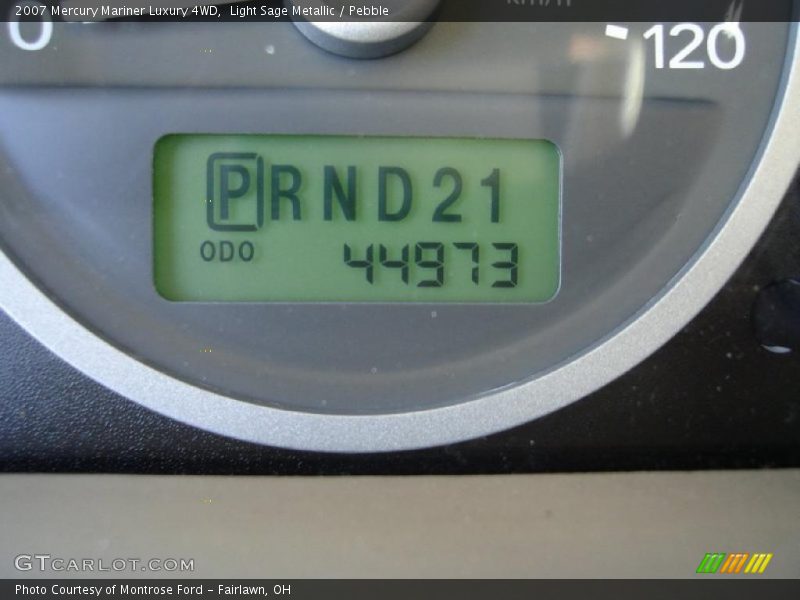 2007 Mercury Mariner Luxury 4WD, Light Sage Metallic / Pebble
0
120
PRND21
ODO 44973
GTCARLOT.COM
Photo Courtesy of Montrose Ford - Fairlawn, OH